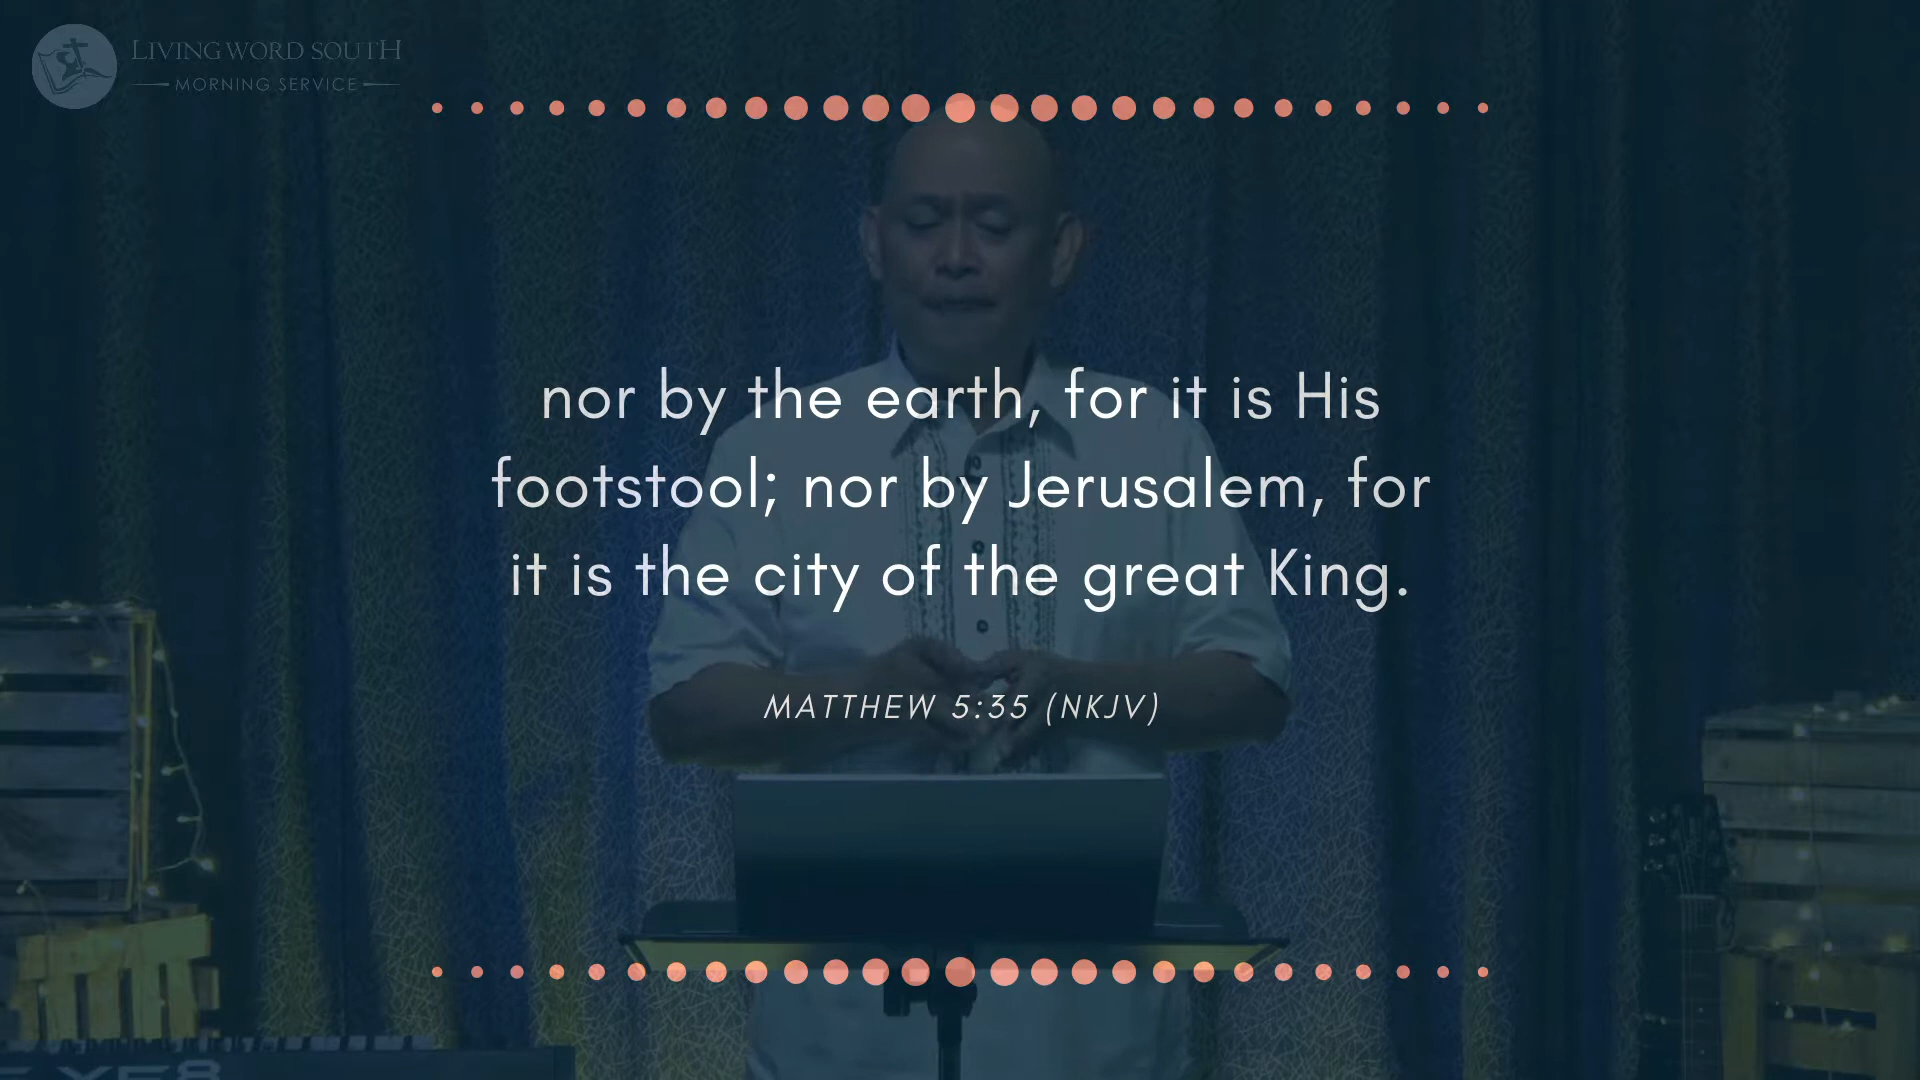 LIVING WORD SOUTH
MORNING SERVICE
nor by the earth, for it is His
footstool; nor by Jerusalem, for
it is the city of the great King.
MATTHEW 5:35 (NKJV)